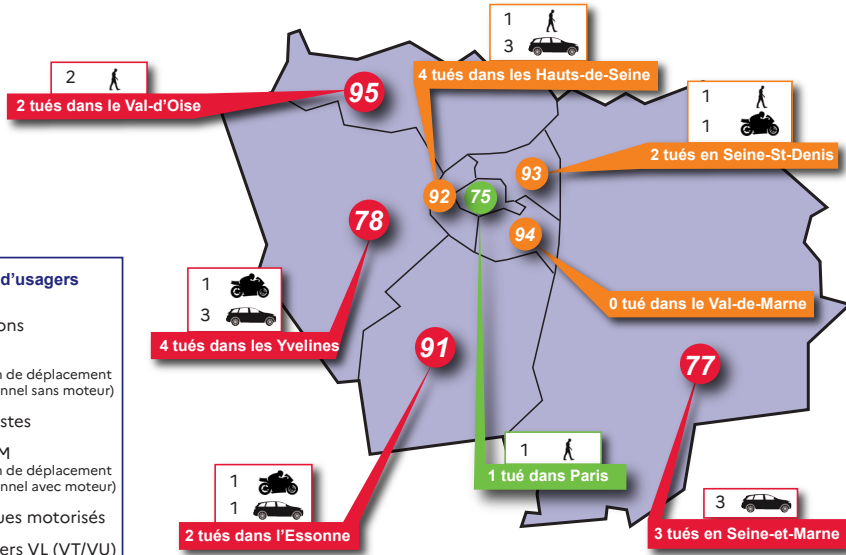 1
3
4 tués dans les Hauts-de-Seine
2
2 tués dans le Val-d'Oise
95
1
1
2 tués en Seine-St-Denis
93
92
75
78
94
d'usagers
ons
n de déplacement
nnel sans moteur)
stes
M
n de déplacement
nnel avec moteur)
ues motorisés
ers VL (VT/VU)
1
3
4 tués dans les Yvelines
0 tué dans le Val-de-Marne
91
77
1
1 tué dans Paris
1
1
2 tués dans l'Essonne
3
3 tués en Seine-et-Marne